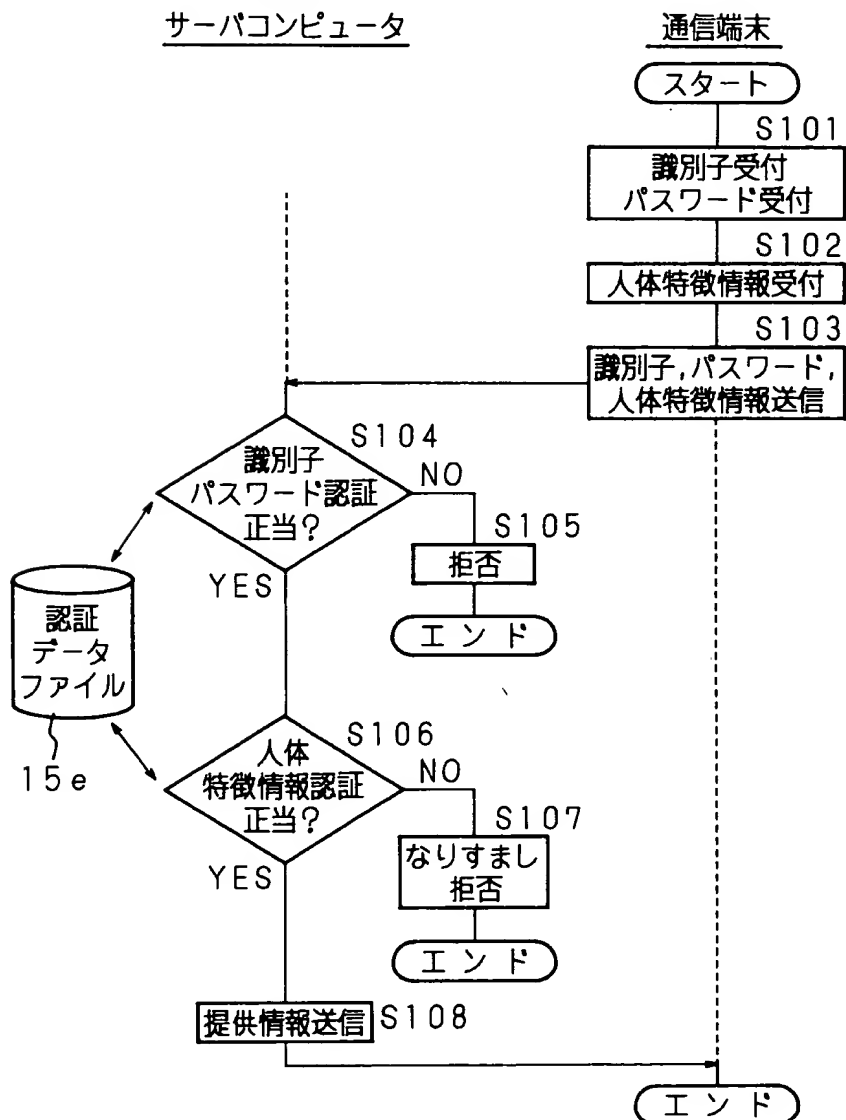 サーバコンピュータ
通信端末
スタート
S101
識別子受付
パスワード受付
S102
人体特徴情報受付
S103
識別子,パスワード,
人体特徴情報送信
S104
識別子
パスワード認証
正当?
NO
S105
拒否
エンド
YES
認証
データ
ファイル
15e
S106
人体
特徴情報認証
正当?
NO
S107
なりすまし
拒否
エンド
YES
提供情報送信
S108
エンド